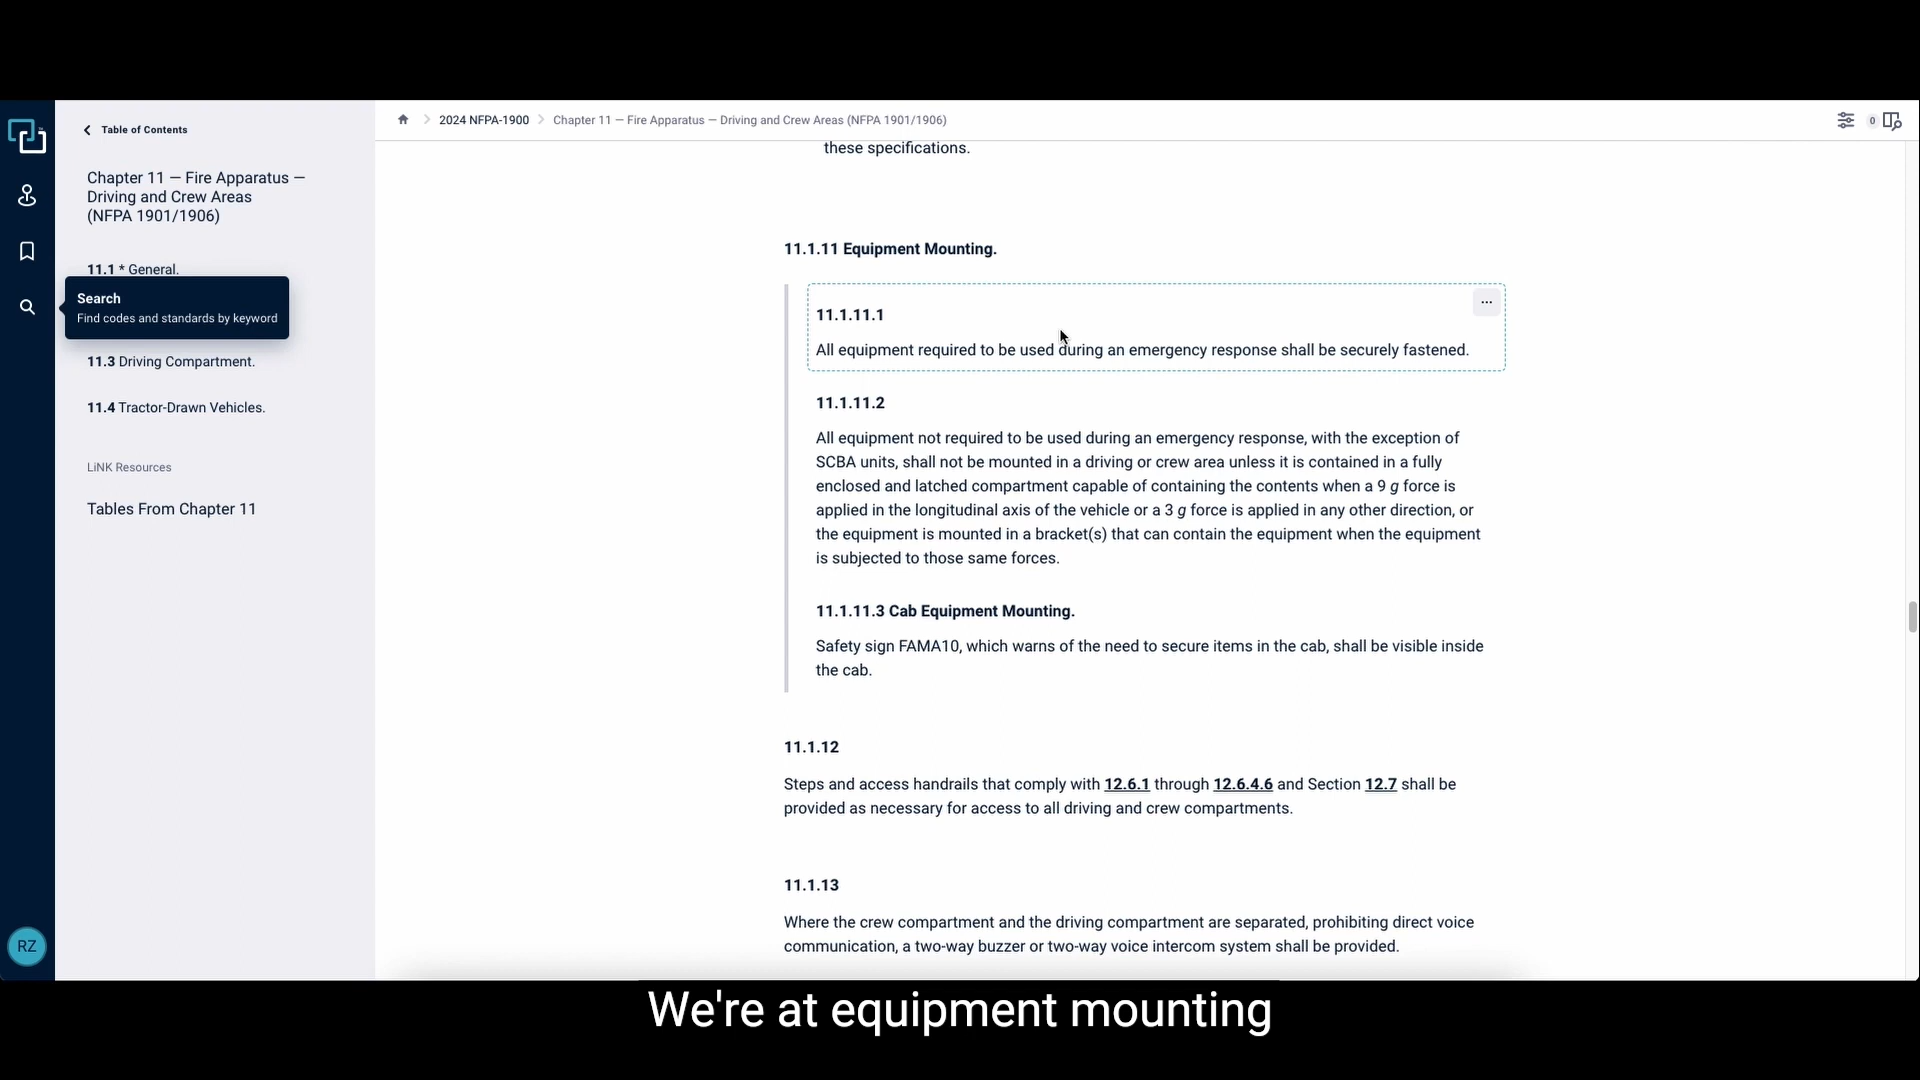 Table of Contents
Chapter 11 — Fire Apparatus —
Driving and Crew Areas
(NFPA 1901/1906)
11.1 * General.
Search
Find codes and standards by keyword
11.3 Driving Compartment.
11.4 Tractor-Drawn Vehicles.
LiNK Resources
Tables From Chapter 11
RZ
2024 NFPA-1900
Chapter 11 — Fire Apparatus — Driving and Crew Areas (NFPA 1901/1906)
0
these specifications.
11.1.11 Equipment Mounting.
11.1.11.1
All equipment required to be used during an emergency response shall be securely fastened.
11.1.11.2
All equipment not required to be used during an emergency response, with the exception of
SCBA units, shall not be mounted in a driving or crew area unless it is contained in a fully
enclosed and latched compartment capable of containing the contents when a 9 g force is
applied in the longitudinal axis of the vehicle or a 3 g force is applied in any other direction, or
the equipment is mounted in a bracket(s) that can contain the equipment when the equipment
is subjected to those same forces.
11.1.11.3 Cab Equipment Mounting.
Safety sign FAMA10, which warns of the need to secure items in the cab, shall be visible inside
the cab.
11.1.12
Steps and access handrails that comply with 12.6.1 through 12.6.4.6 and Section 12.7 shall be
provided as necessary for access to all driving and crew compartments.
11.1.13
Where the crew compartment and the driving compartment are separated, prohibiting direct voice
communication, a two-way buzzer or two-way voice intercom system shall be provided.
We're at equipment mounting